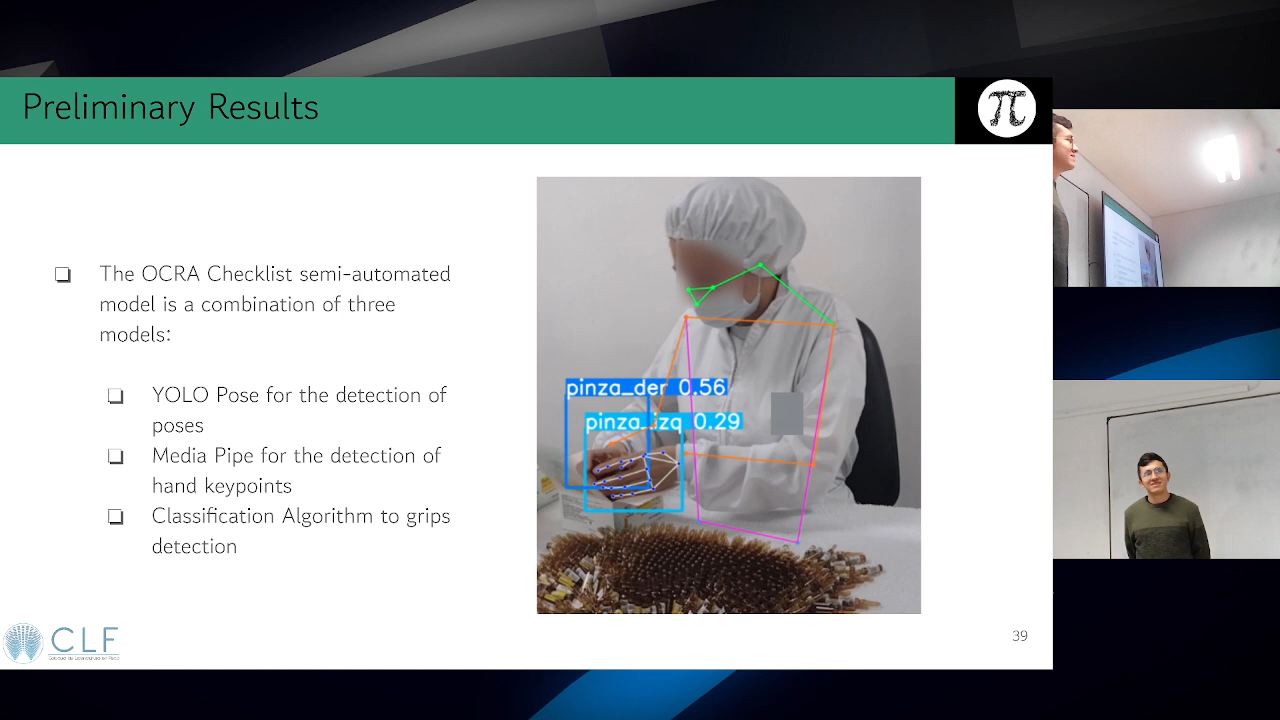 Preliminary Results
π
❏ The OCRA Checklist semi-automated
model is a combination of three
models:
❏ YOLO Pose for the detection of
poses
❏ Media Pipe for the detection of
hand keypoints
❏ Classification Algorithm to grips
detection
pinza_der 0.56
pinza_izq 0.29
CLF
39